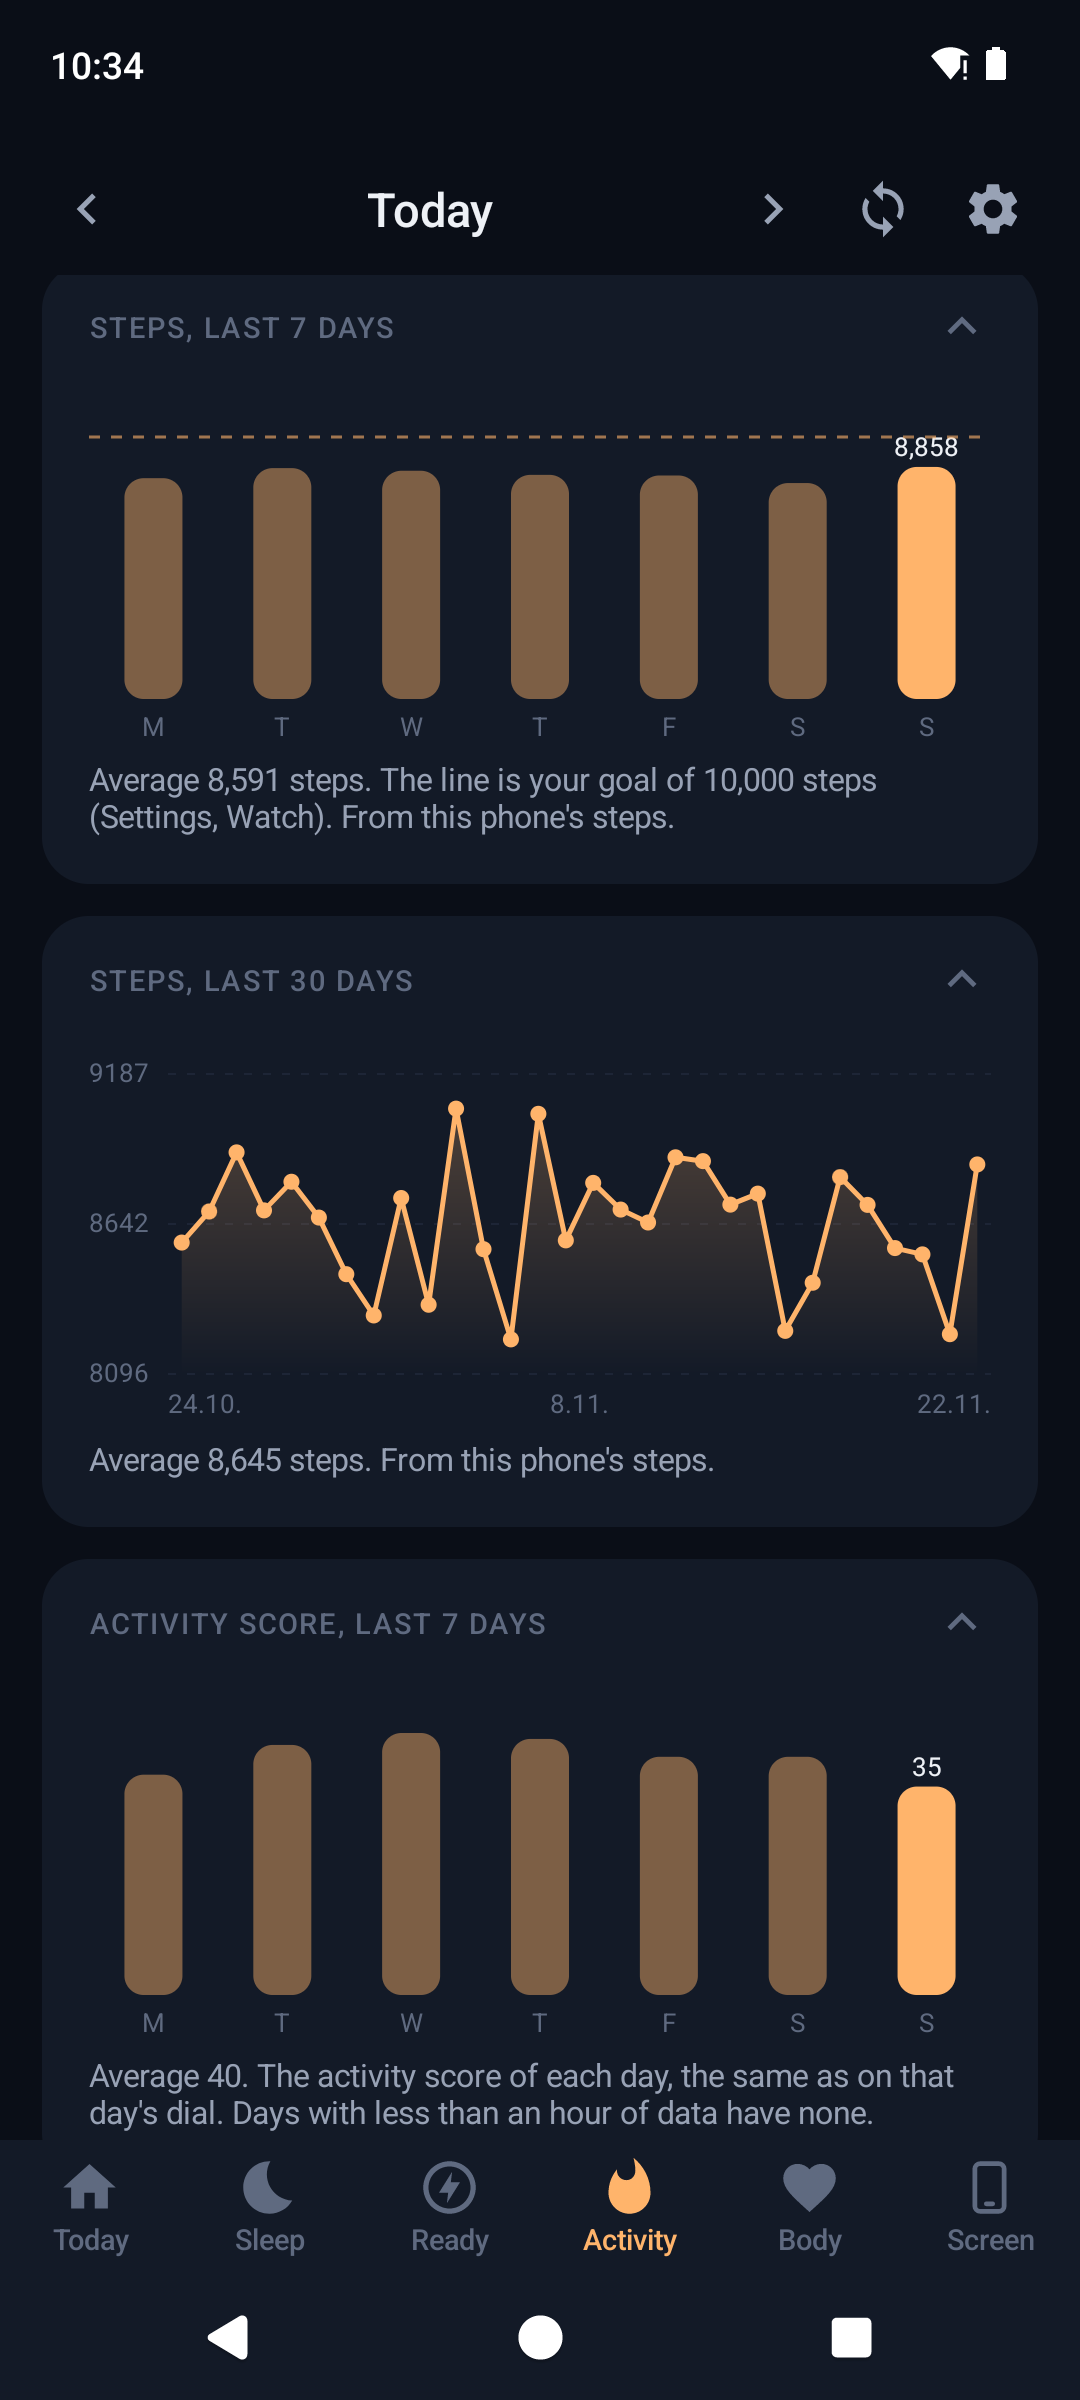 10:34
Today
STEPS, LAST 7 DAYS
8,858
M T W T F S S
Average 8,591 steps. The line is your goal of 10,000 steps
(Settings, Watch). From this phone's steps.
STEPS, LAST 30 DAYS
9187
8642
8096
24.10. 8.11. 22.11.
Average 8,645 steps. From this phone's steps.
ACTIVITY SCORE, LAST 7 DAYS
35
M T W T F S S
Average 40. The activity score of each day, the same as on that
day's dial. Days with less than an hour of data have none.
Today Sleep Ready Activity Body Screen